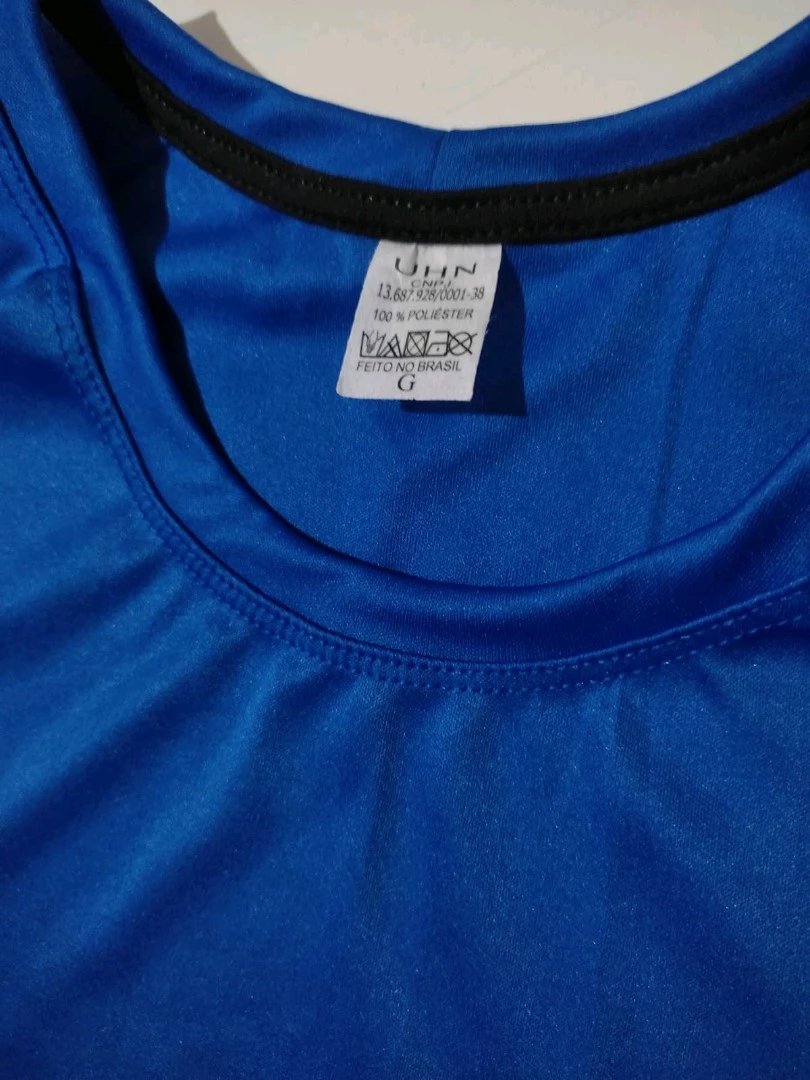 UHN
CNPJ
13.687.928/0001-38
100 % POLIÉSTER
FEITO NO BRASIL
G